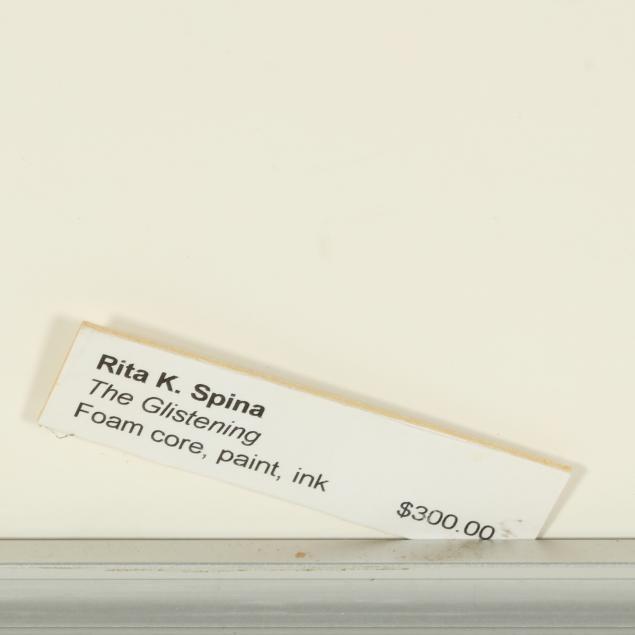 Rita K. Spina
The Glistening
Foam core, paint, ink
$300.00